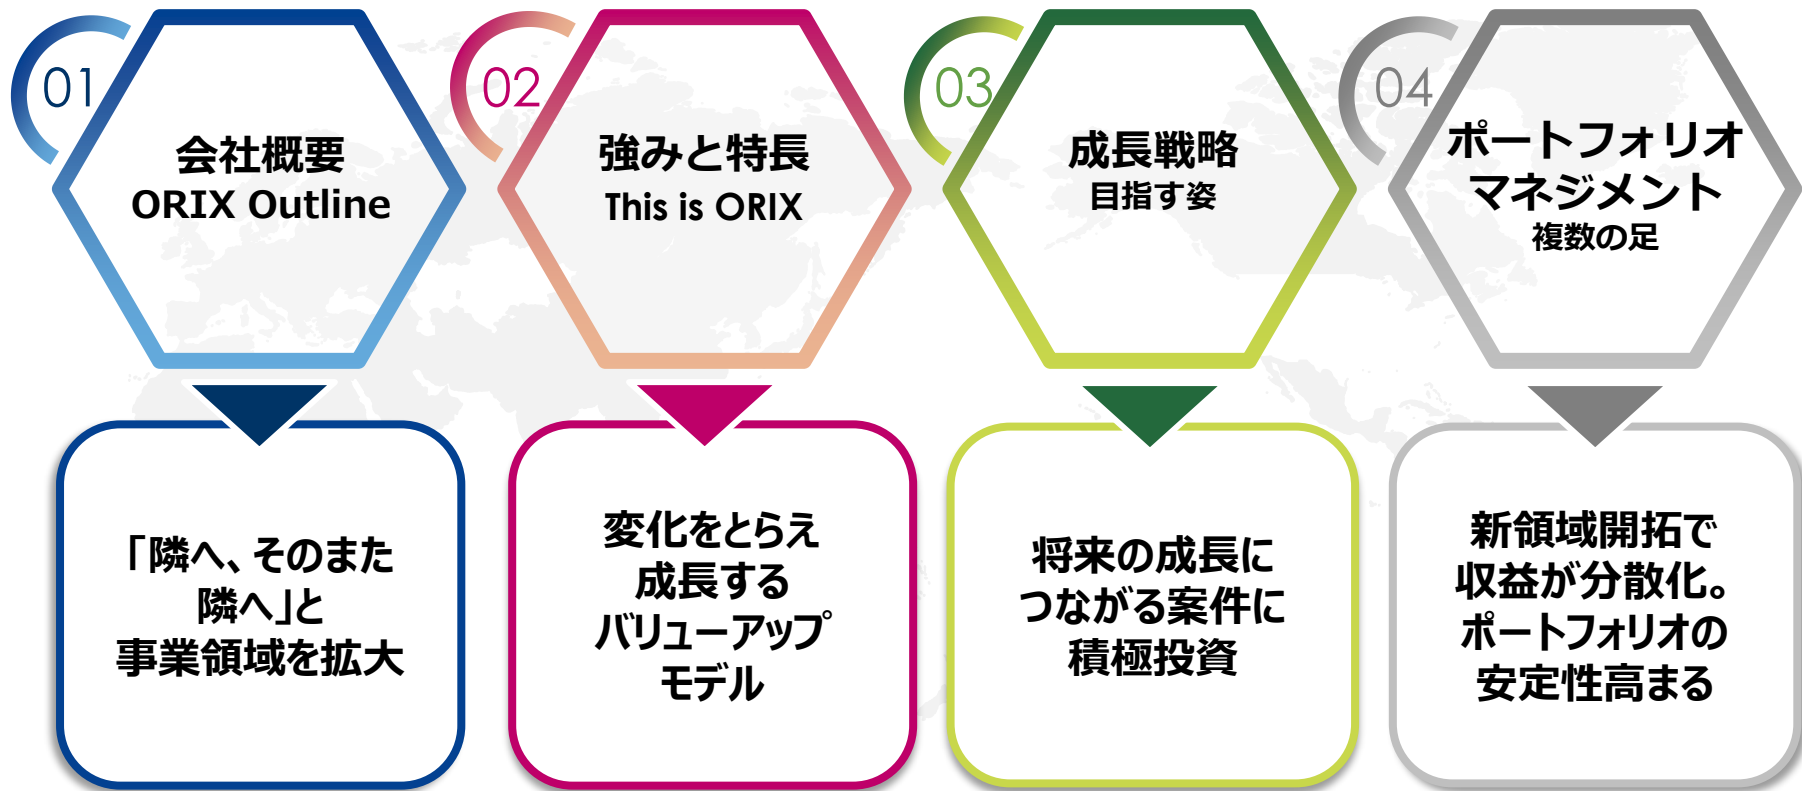 01
会社概要
ORIX Outline
「隣へ、そのまた
隣へ」と
事業領域を拡大
02
強みと特長
This is ORIX
変化をとらえ
成長する
バリューアップ
モデル
03
成長戦略
目指す姿
将来の成長に
つながる案件に
積極投資
04
ポートフォリオ
マネジメント
複数の足
新領域開拓で
収益が分散化。
ポートフォリオの
安定性高まる